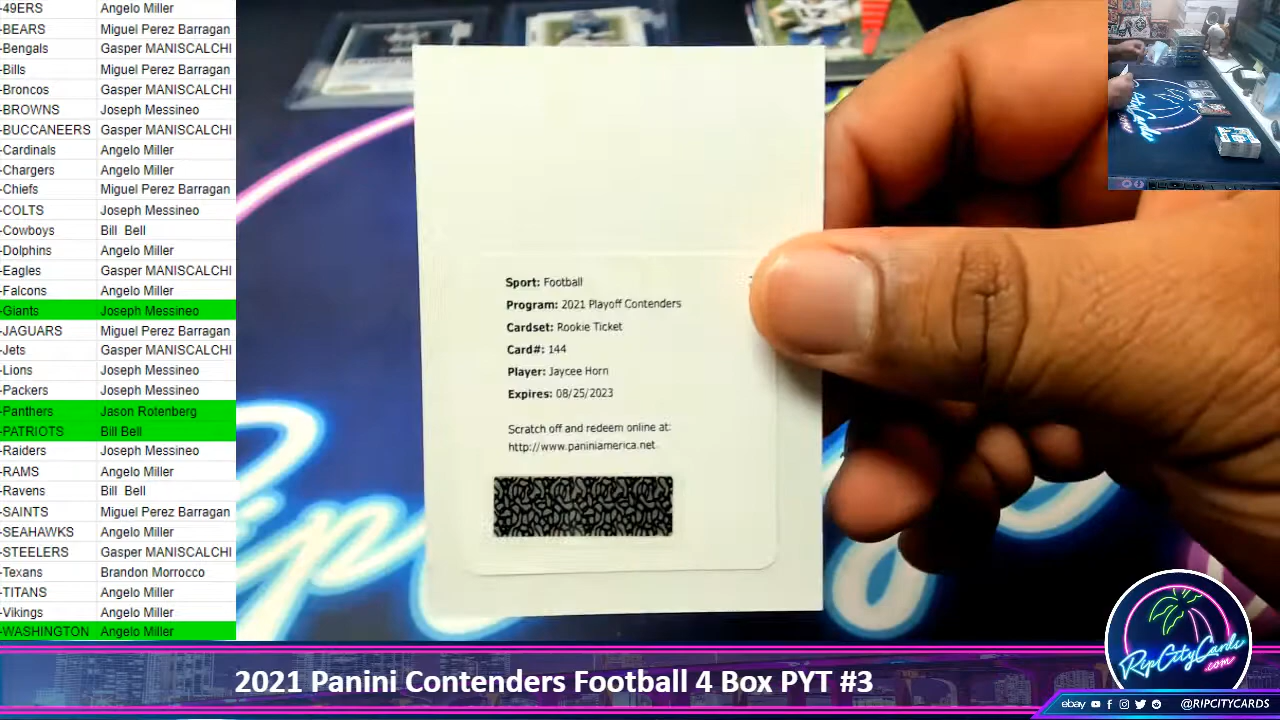 -49ERS Angelo Miller
-BEARS Miguel Perez Barragan
-Bengals Gasper MANISCALCHI
-Bills Miguel Perez Barragan
-Broncos Gasper MANISCALCHI
-BROWNS Joseph Messineo
-BUCCANEERS Gasper MANISCALCHI
-Cardinals Angelo Miller
-Chargers Angelo Miller
-Chiefs Miguel Perez Barragan
-COLTS Joseph Messineo
-Cowboys Bill Bell
-Dolphins Angelo Miller
-Eagles Gasper MANISCALCHI
-Falcons Angelo Miller
-Giants Joseph Messineo
-JAGUARS Miguel Perez Barragan
-Jets Gasper MANISCALCHI
-Lions Joseph Messineo
-Packers Joseph Messineo
-Panthers Jason Rotenberg
-PATRIOTS Bill Bell
-Raiders Joseph Messineo
-RAMS Angelo Miller
-Ravens Bill Bell
-SAINTS Miguel Perez Barragan
-SEAHAWKS Angelo Miller
-STEELERS Gasper MANISCALCHI
-Texans Brandon Morrocco
-TITANS Angelo Miller
-Vikings Angelo Miller
-WASHINGTON Angelo Miller
Sport: Football
Program: 2021 Playoff Contenders
Cardset: Rookie Ticket
Card#: 144
Player: Jaycee Horn
Expires: 08/25/2023
Scratch off and redeem online at:
http://www.paniniamerica.net
RipCityCards
.com
2021 Panini Contenders Football 4 Box PYT #3
ebay @RIPCITYCARDS